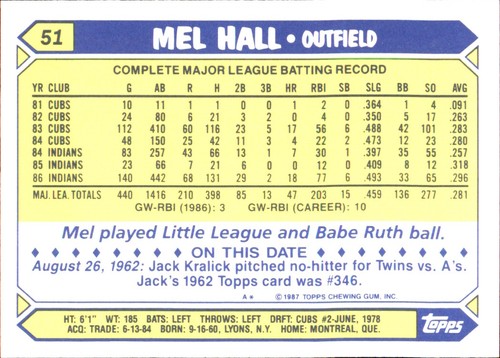 51 MEL HALL • OUTFIELD
COMPLETE MAJOR LEAGUE BATTING RECORD
YR CLUB G AB R H 2B 3B HR RBI SB SLG BB SO AVG
81 CUBS 10 11 1 1 0 0 1 2 0 .364 1 4 .091
82 CUBS 24 80 6 21 3 2 0 4 0 .350 5 17 .263
83 CUBS 112 410 60 116 23 5 17 56 6 .488 42 101 .283
84 CUBS 48 150 25 42 11 3 4 22 2 .473 12 23 .280
84 INDIANS 83 257 43 66 13 1 7 30 1 .397 35 55 .257
85 INDIANS 23 66 7 21 6 0 0 12 0 .409 8 12 .318
86 INDIANS 140 442 68 131 29 2 18 77 6 .493 33 65 .296
MAJ. LEA. TOTALS 440 1416 210 398 85 13 47 203 15 .459 136 277 .281
GW-RBI (1986): 3 GW-RBI (CAREER): 10
Mel played Little League and Babe Ruth ball.
ON THIS DATE
August 26, 1962: Jack Kralick pitched no-hitter for Twins vs. A's.
Jack's 1962 Topps card was #346.
A* © 1987 TOPPS CHEWING GUM, INC.
HT: 6'1" WT: 185 BATS: LEFT THROWS: LEFT DRFT: CUBS #2-JUNE, 1978
ACQ: TRADE: 6-13-84 BORN: 9-16-60, LYONS, N.Y. HOME: MONTREAL, QUE.
Topps